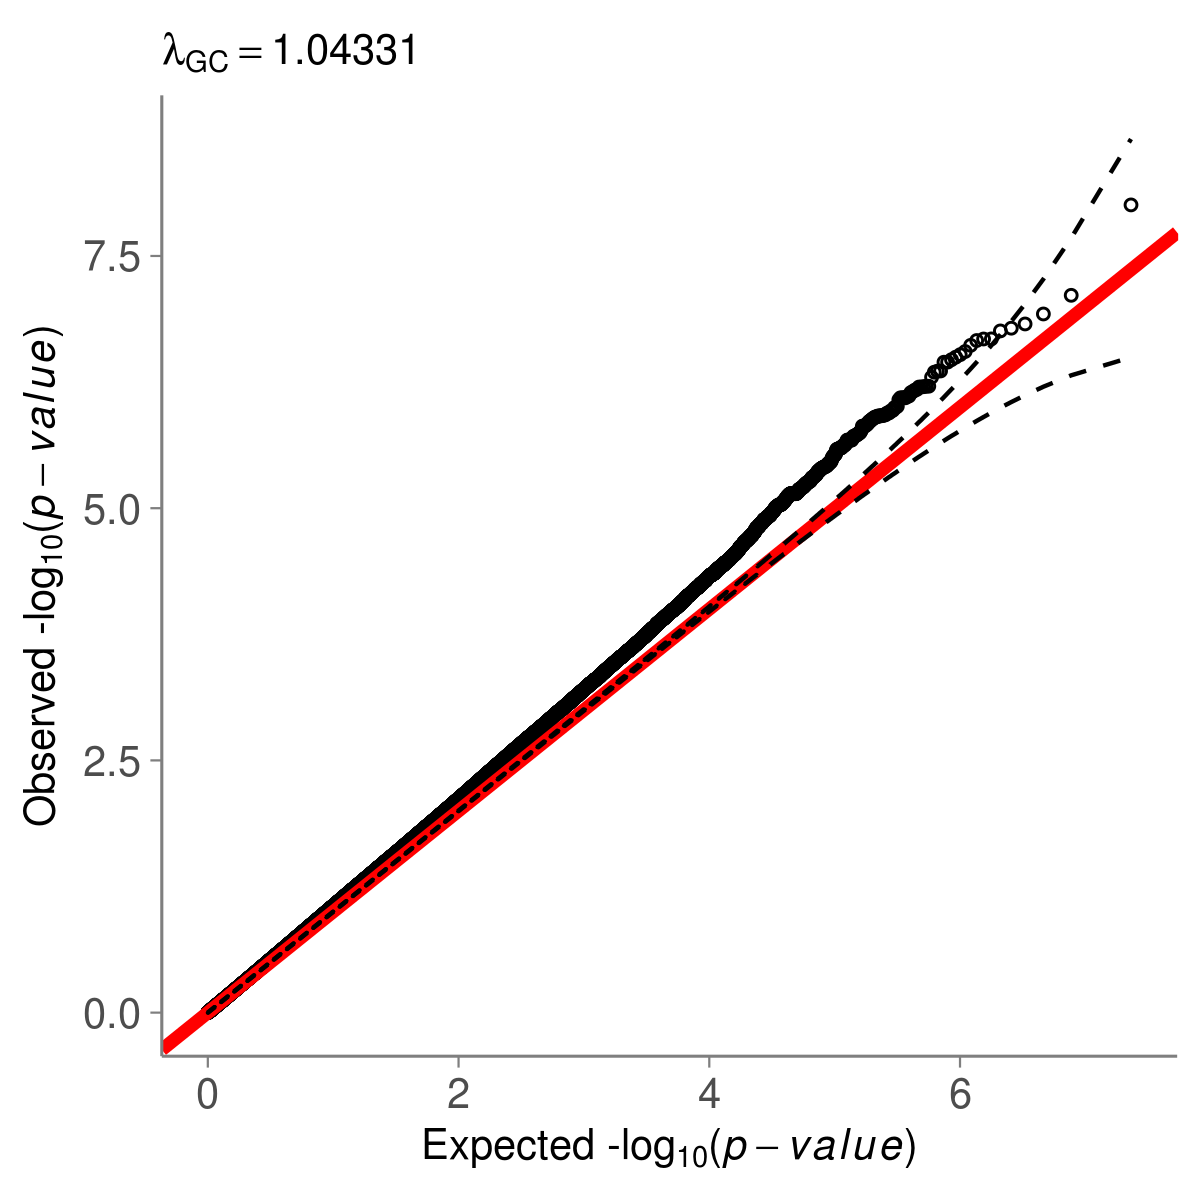 λGC = 1.04331
7.5
5.0
2.5
0.0
Observed -log10(p − value)
0 2 4 6
Expected -log10(p − value)